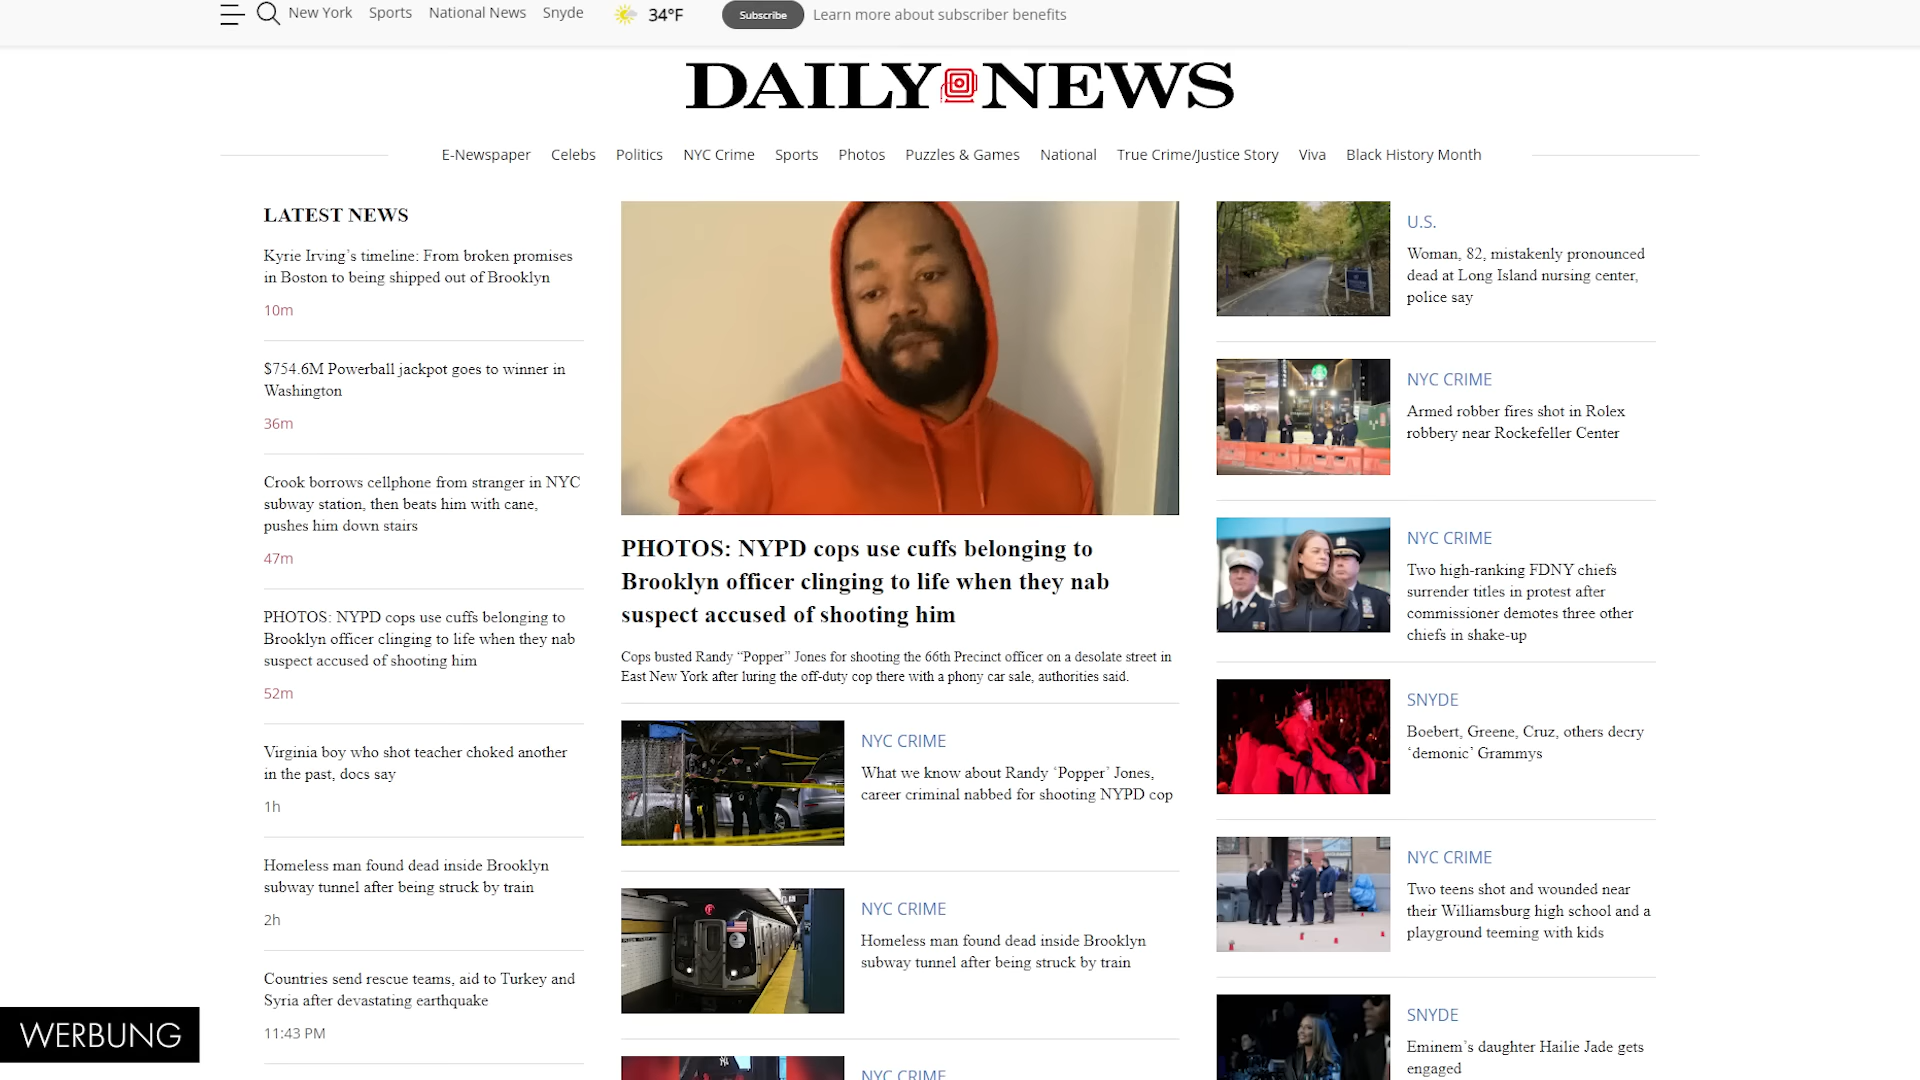 New York
Sports
National News
Snyde
34°F
Subscribe
Learn more about subscriber benefits
DAILY NEWS
E-Newspaper
Celebs
Politics
NYC Crime
Sports
Photos
Puzzles & Games
National
True Crime/Justice Story
Viva
Black History Month
LATEST NEWS
Kyrie Irving’s timeline: From broken promises
in Boston to being shipped out of Brooklyn
10m
$754.6M Powerball jackpot goes to winner in
Washington
36m
Crook borrows cellphone from stranger in NYC
subway station, then beats him with cane,
pushes him down stairs
47m
PHOTOS: NYPD cops use cuffs belonging to
Brooklyn officer clinging to life when they nab
suspect accused of shooting him
52m
Virginia boy who shot teacher choked another
in the past, docs say
1h
Homeless man found dead inside Brooklyn
subway tunnel after being struck by train
2h
Countries send rescue teams, aid to Turkey and
Syria after devastating earthquake
11:43 PM
PHOTOS: NYPD cops use cuffs belonging to
Brooklyn officer clinging to life when they nab
suspect accused of shooting him
Cops busted Randy “Popper” Jones for shooting the 66th Precinct officer on a desolate street in
East New York after luring the off-duty cop there with a phony car sale, authorities said.
NYC CRIME
What we know about Randy ‘Popper’ Jones,
career criminal nabbed for shooting NYPD cop
NYC CRIME
Homeless man found dead inside Brooklyn
subway tunnel after being struck by train
NYC CRIME
U.S.
Woman, 82, mistakenly pronounced
dead at Long Island nursing center,
police say
NYC CRIME
Armed robber fires shot in Rolex
robbery near Rockefeller Center
NYC CRIME
Two high-ranking FDNY chiefs
surrender titles in protest after
commissioner demotes three other
chiefs in shake-up
SNYDE
Boebert, Greene, Cruz, others decry
‘demonic’ Grammys
NYC CRIME
Two teens shot and wounded near
their Williamsburg high school and a
playground teeming with kids
SNYDE
Eminem’s daughter Hailie Jade gets
engaged
WERBUNG